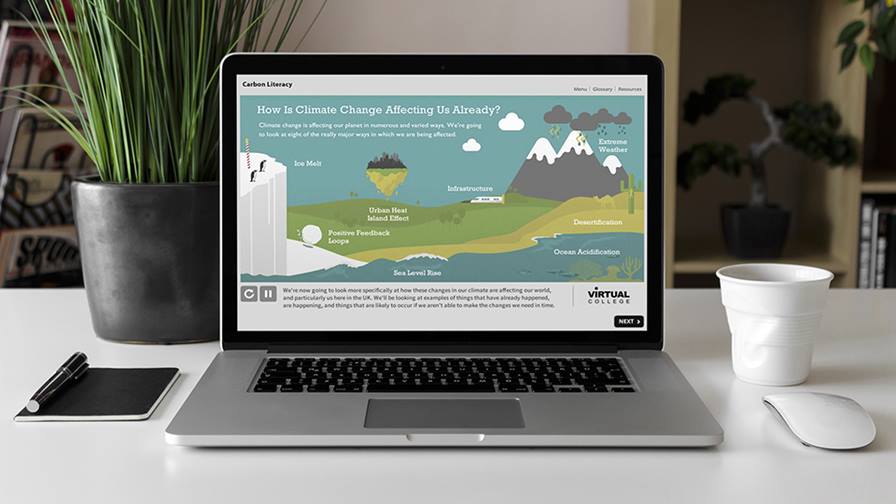 Carbon Literacy
Menu | Glossary | Resources
How Is Climate Change Affecting Us Already?
Climate change is affecting our planet in numerous and varied ways. We're going
to look at eight of the really major ways in which we are being affected.
Ice Melt
Extreme
Weather
Infrastructure
Urban Heat
Island Effect
Desertification
Positive Feedback
Loops
Ocean Acidification
Sea Level Rise
We're now going to look more specifically at how these changes in our climate are affecting our world,
and particularly us here in the UK. We'll be looking at examples of things that have already happened,
are happening, and things that are likely to occur if we aren't able to make the changes we need in time.
VIRTUAL
COLLEGE
NEXT